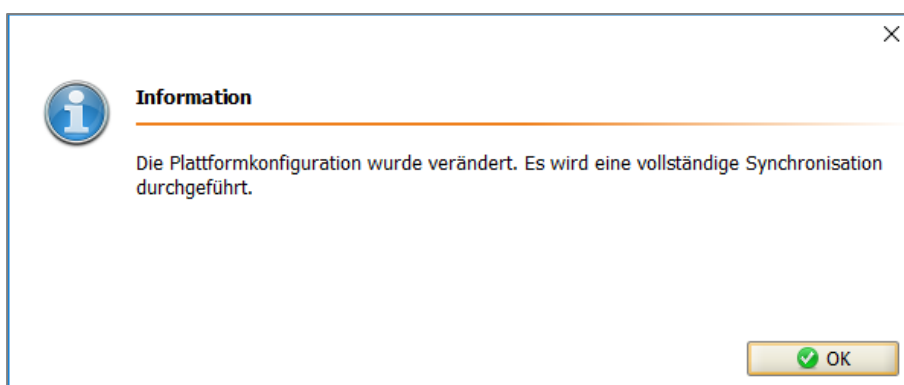 Information
Die Plattformkonfiguration wurde verändert. Es wird eine vollständige Synchronisation
durchgeführt.
OK